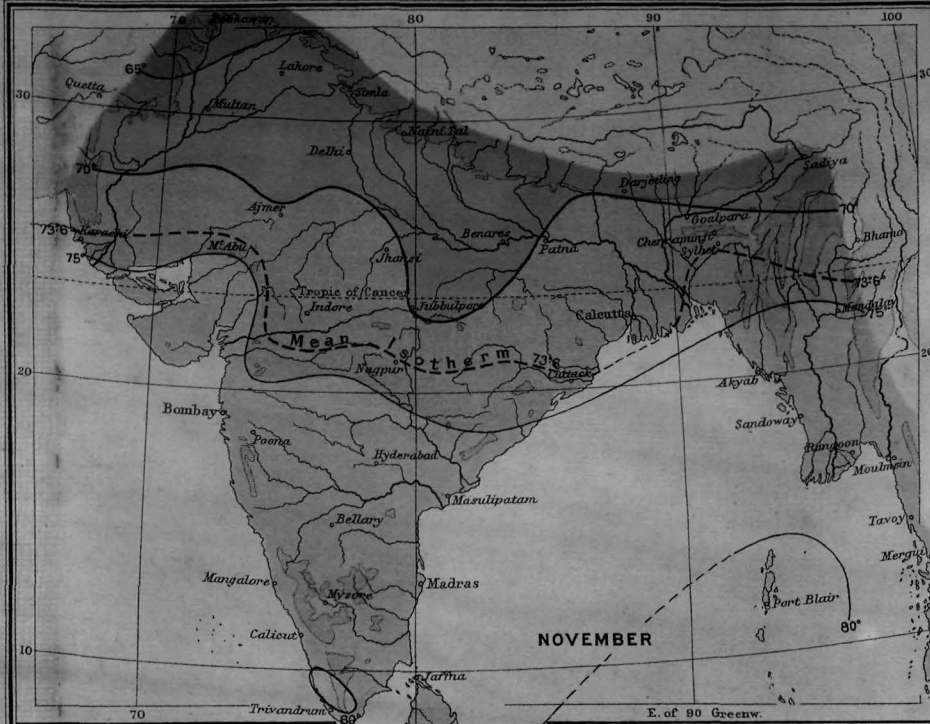 70 80 90 100
Peshawar
65° Lahore
Quetta Simla
30 Multan 30
Naini Tal
Delhi
70° Sadiya
Darjeeling
Ajmer 70°
Goalpara
73·6 Karachi Mt. Abu Benares Cherrapunji Bhamo
Jhansi Patna Sylhet
75°
73·6°
Tropic of Cancer
Indore Jubbulpore Calcutta Mandalay
75°
Mean Isotherm 73·6
Nagpur Cuttack 20
20 Akyab
Bombay Sandoway
Poona
Hyderabad Rangoon
Moulmein
Masulipatam
Bellary Tavoy
Mergui
Mangalore Madras
Mysore Port Blair
80°
Calicut NOVEMBER
10 10
Jaffna
Trivandrum
80°
70 E. of 90 Greenw.